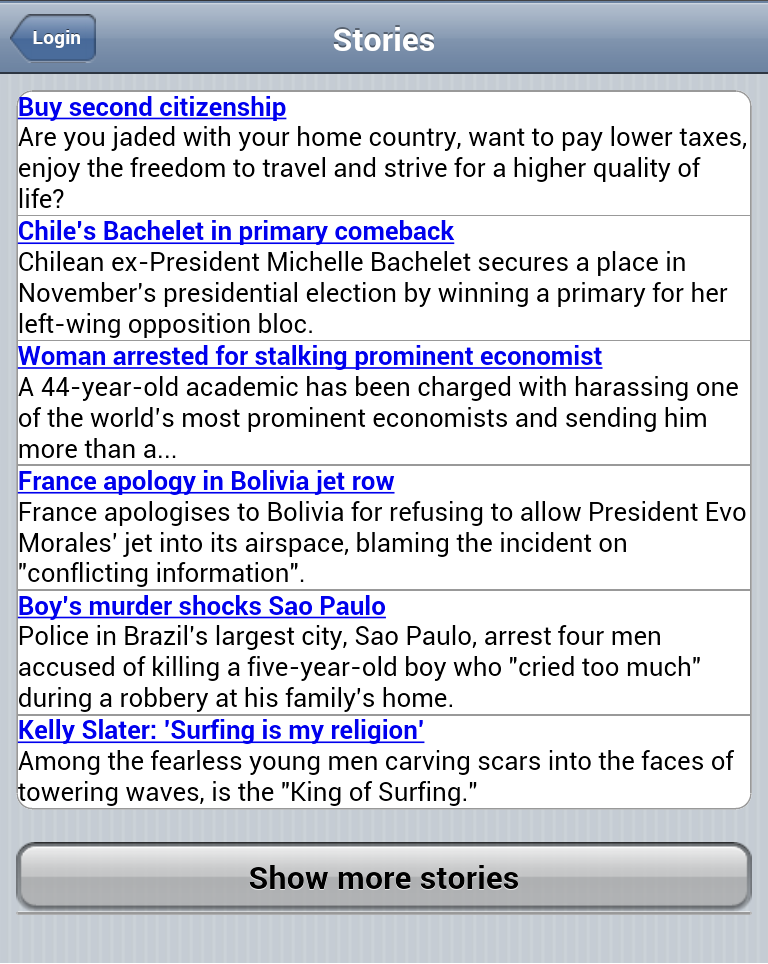 Login
Stories
Buy second citizenship
Are you jaded with your home country, want to pay lower taxes,
enjoy the freedom to travel and strive for a higher quality of
life?
Chile's Bachelet in primary comeback
Chilean ex-President Michelle Bachelet secures a place in
November's presidential election by winning a primary for her
left-wing opposition bloc.
Woman arrested for stalking prominent economist
A 44-year-old academic has been charged with harassing one
of the world's most prominent economists and sending him
more than a...
France apology in Bolivia jet row
France apologises to Bolivia for refusing to allow President Evo
Morales' jet into its airspace, blaming the incident on
"conflicting information".
Boy's murder shocks Sao Paulo
Police in Brazil's largest city, Sao Paulo, arrest four men
accused of killing a five-year-old boy who "cried too much"
during a robbery at his family's home.
Kelly Slater: 'Surfing is my religion'
Among the fearless young men carving scars into the faces of
towering waves, is the "King of Surfing."
Show more stories